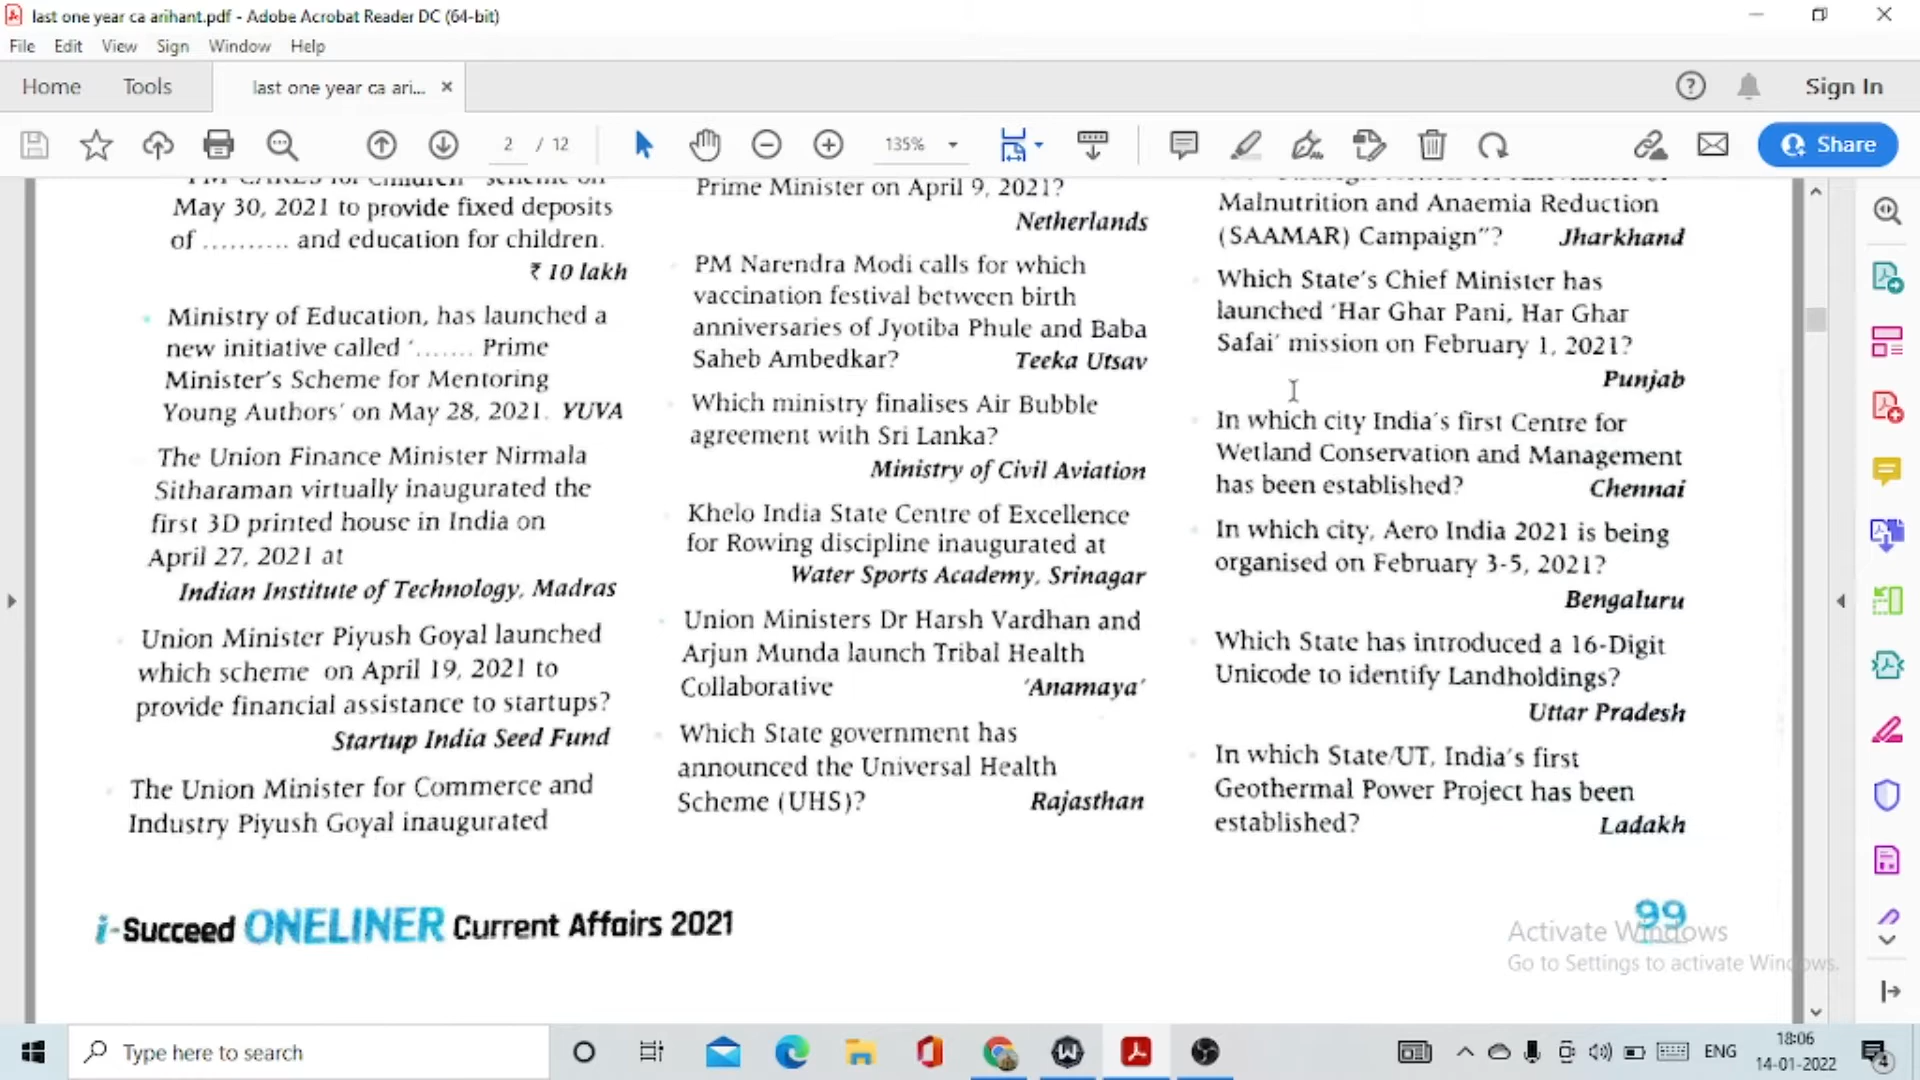 last one year ca arihant.pdf - Adobe Acrobat Reader DC (64-bit)
File Edit View Sign Window Help
Home Tools last one year ca ari... × Sign In
2 / 12 135% Share
"PM CARES for Children" scheme on
May 30, 2021 to provide fixed deposits
of .......... and education for children.
₹ 10 lakh
Ministry of Education, has launched a
new initiative called '....... Prime
Minister's Scheme for Mentoring
Young Authors' on May 28, 2021. YUVA
The Union Finance Minister Nirmala
Sitharaman virtually inaugurated the
first 3D printed house in India on
April 27, 2021 at
Indian Institute of Technology, Madras
Union Minister Piyush Goyal launched
which scheme on April 19, 2021 to
provide financial assistance to startups?
Startup India Seed Fund
The Union Minister for Commerce and
Industry Piyush Goyal inaugurated
Prime Minister on April 9, 2021?
Netherlands
PM Narendra Modi calls for which
vaccination festival between birth
anniversaries of Jyotiba Phule and Baba
Saheb Ambedkar? Teeka Utsav
Which ministry finalises Air Bubble
agreement with Sri Lanka?
Ministry of Civil Aviation
Khelo India State Centre of Excellence
for Rowing discipline inaugurated at
Water Sports Academy, Srinagar
Union Ministers Dr Harsh Vardhan and
Arjun Munda launch Tribal Health
Collaborative 'Anamaya'
Which State government has
announced the Universal Health
Scheme (UHS)? Rajasthan
Malnutrition and Anaemia Reduction
(SAAMAR) Campaign"? Jharkhand
Which State's Chief Minister has
launched 'Har Ghar Pani, Har Ghar
Safai' mission on February 1, 2021?
Punjab
In which city India's first Centre for
Wetland Conservation and Management
has been established? Chennai
In which city, Aero India 2021 is being
organised on February 3-5, 2021?
Bengaluru
Which State has introduced a 16-Digit
Unicode to identify Landholdings?
Uttar Pradesh
In which State/UT, India's first
Geothermal Power Project has been
established? Ladakh
i-Succeed ONELINER Current Affairs 2021
99
Activate Windows
Go to Settings to activate Windows.
Type here to search
ENG
18:06
14-01-2022
4